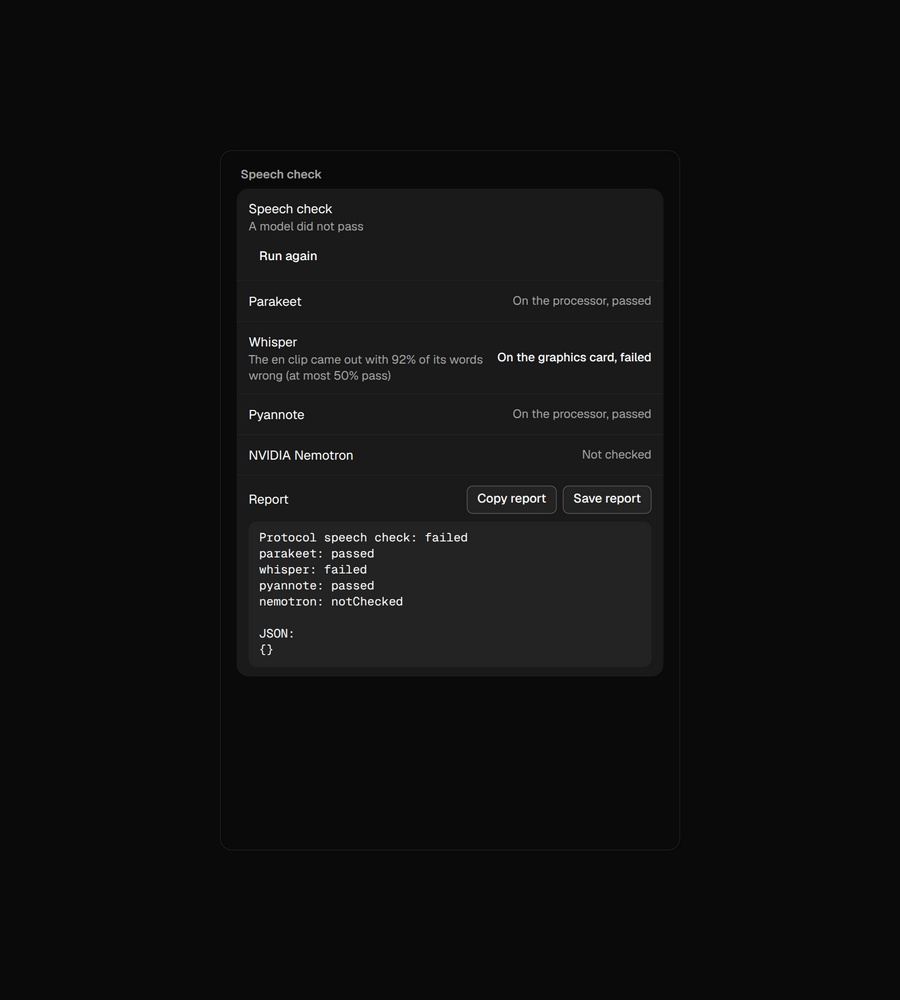 Speech check
Speech check
A model did not pass
Run again
Parakeet
On the processor, passed
Whisper
The en clip came out with 92% of its words
wrong (at most 50% pass)
On the graphics card, failed
Pyannote
On the processor, passed
NVIDIA Nemotron
Not checked
Report
Copy report
Save report
Protocol speech check: failed
parakeet: passed
whisper: failed
pyannote: passed
nemotron: notChecked
JSON:
{}